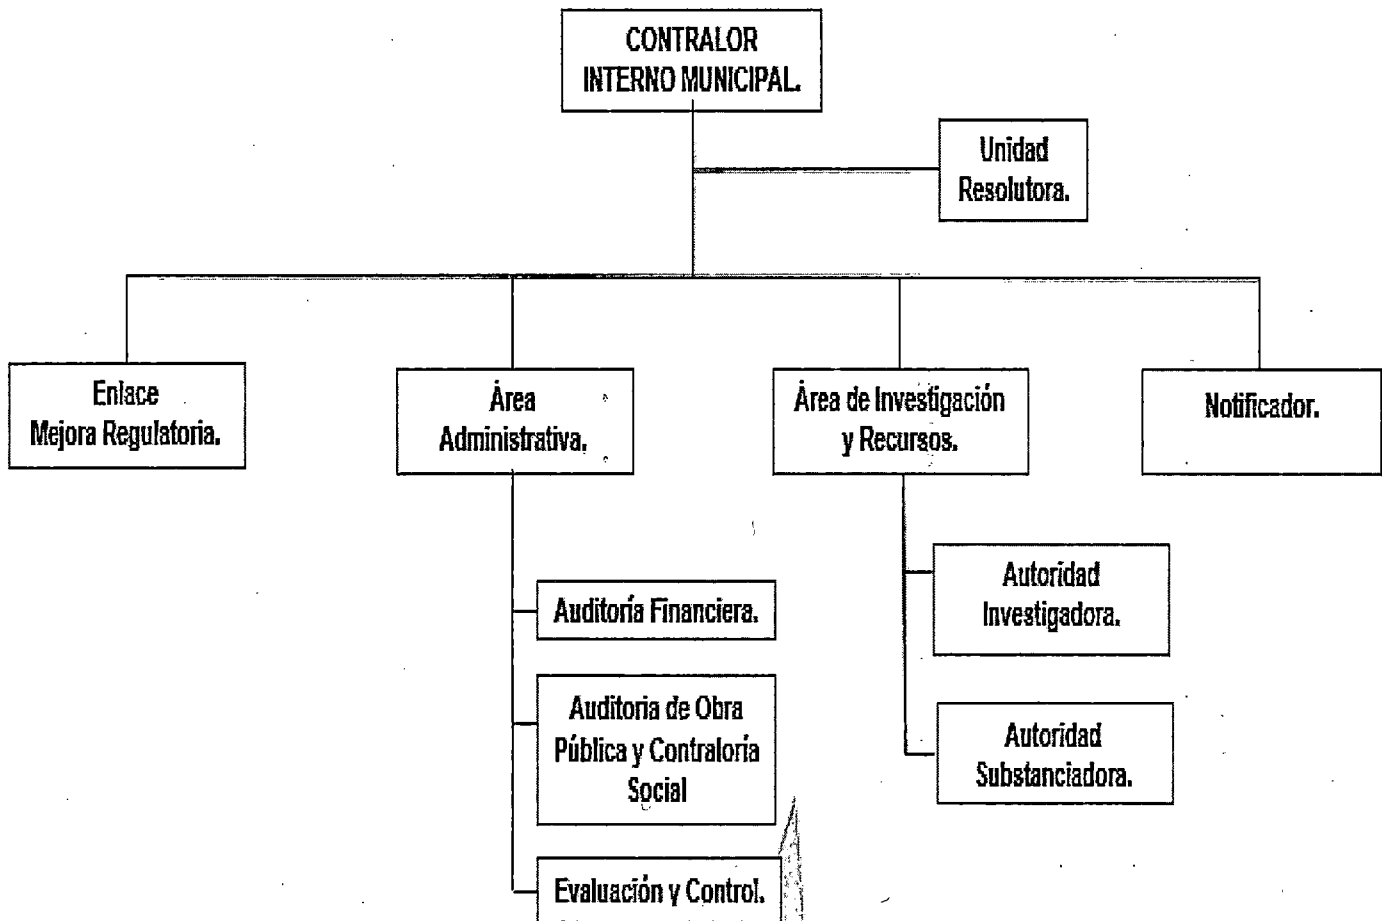 CONTRALOR
INTERNO MUNICIPAL.
Unidad
Resolutora.
Enlace
Mejora Regulatoria.
Área
Administrativa.
Área de Investigación
y Recursos.
Notificador.
Auditoría Financiera.
Auditoria de Obra
Pública y Contraloría
Social
Evaluación y Control.
Autoridad
Investigadora.
Autoridad
Substanciadora.